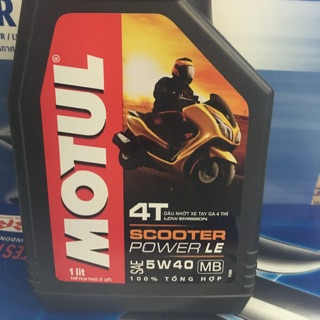 MOTUL
4T
DẦU NHỚT XE TAY GA 4 THÌ
LOW EMISSION
SCOOTER
POWER LE
SAE 5W40 MB
100% TỔNG HỢP
1 lít